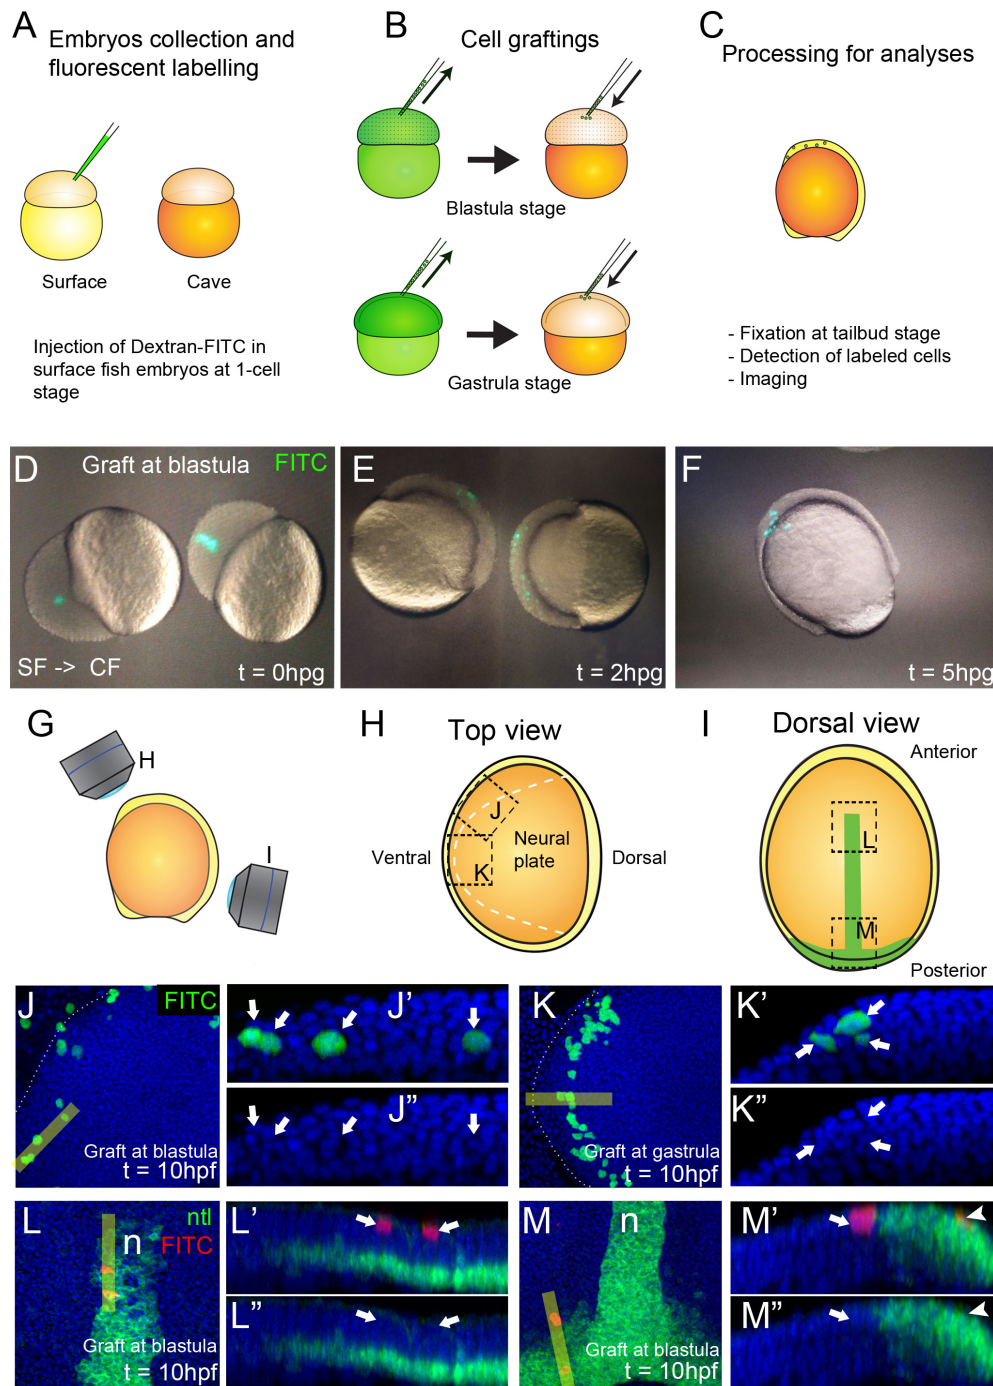 A
Embryos collection and
fluorescent labelling
Surface
Cave
Injection of Dextran-FITC in
surface fish embryos at 1-cell
stage
B
Cell graftings
Blastula stage
Gastrula stage
C
Processing for analyses
- Fixation at tailbud stage
- Detection of labeled cells
- Imaging
D
Graft at blastula
FITC
SF -> CF
t = 0hpg
E
t = 2hpg
F
t = 5hpg
G
H
I
H
Top view
Ventral
J
K
Neural
plate
Dorsal
I
Dorsal view
Anterior
L
M
Posterior
J
FITC
Graft at blastula
t = 10hpf
J'
J"
K
Graft at gastrula
t = 10hpf
K'
K"
L
ntl
n
FITC
Graft at blastula
t = 10hpf
L'
L"
M
n
Graft at blastula
t = 10hpf
M'
M"